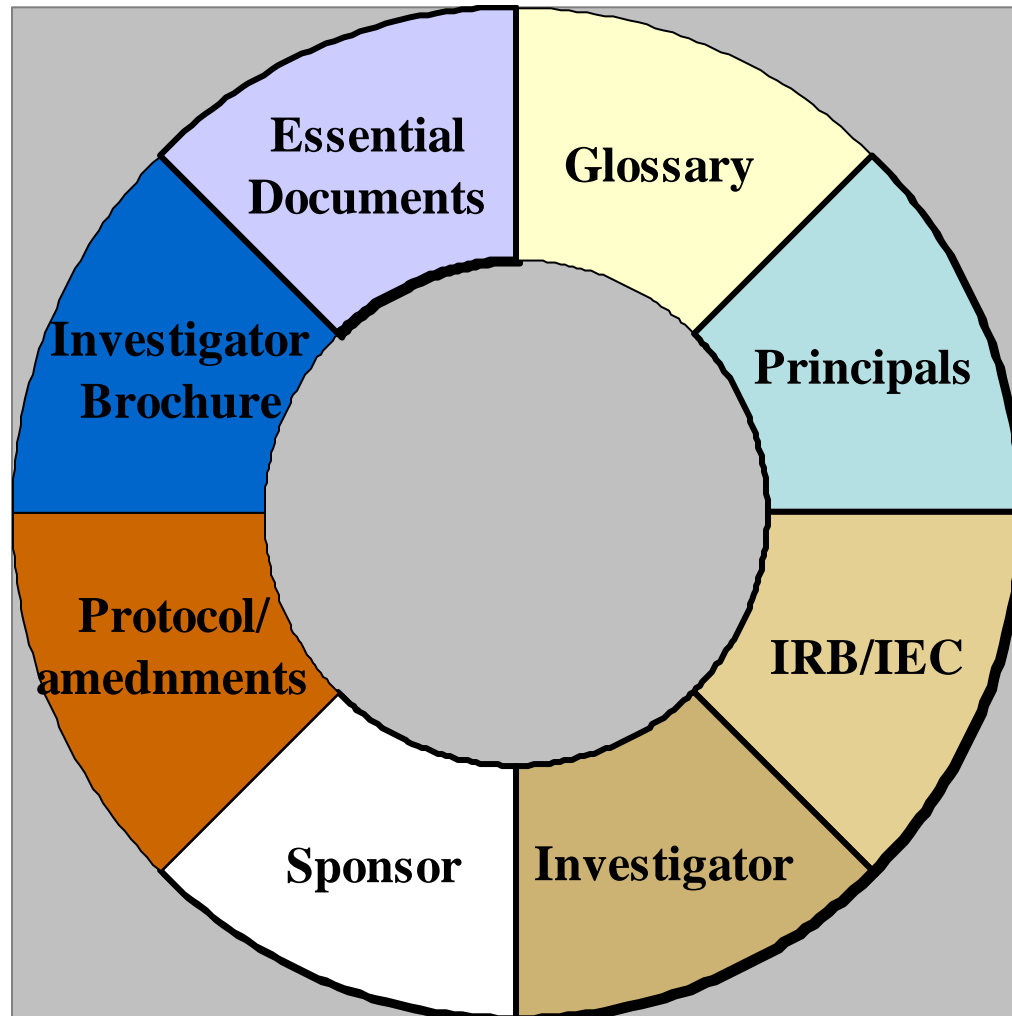 Essential
Documents
Glossary
Principals
IRB/IEC
Investigator
Sponsor
Protocol/
amednments
Investigator
Brochure